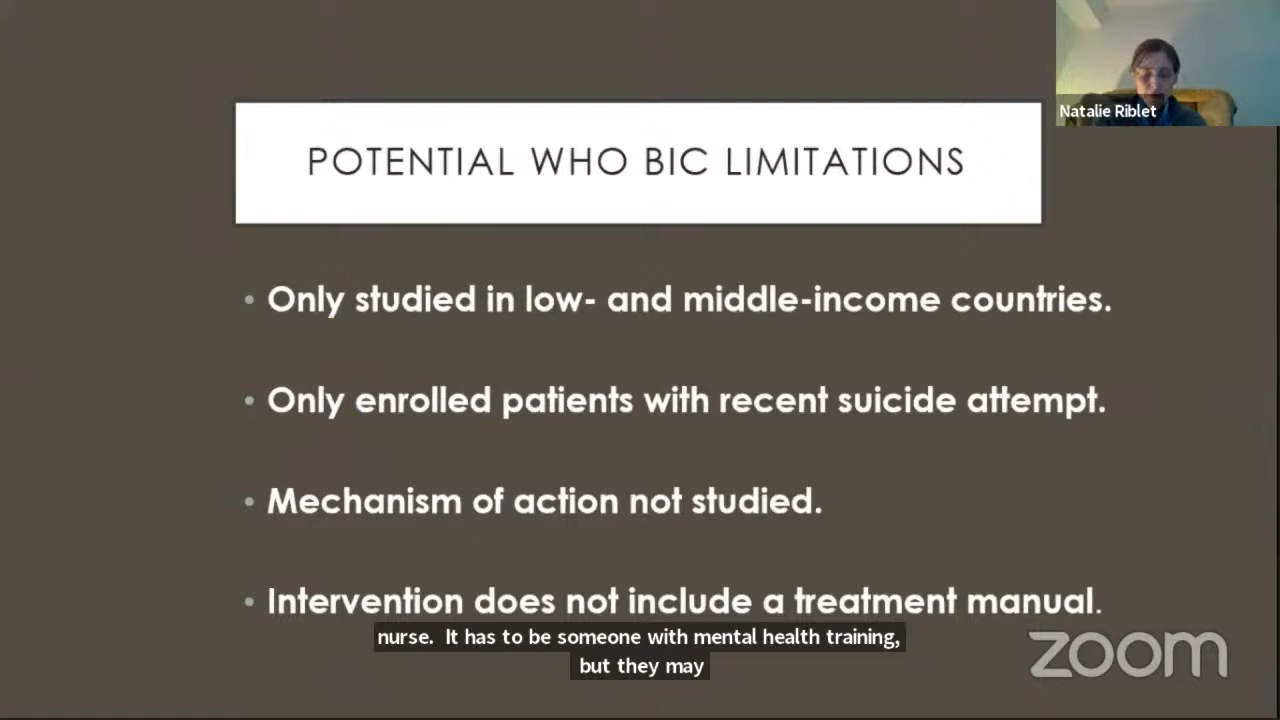 Natalie Riblet
POTENTIAL WHO BIC LIMITATIONS
• Only studied in low- and middle-income countries.
• Only enrolled patients with recent suicide attempt.
• Mechanism of action not studied.
• Intervention does not include a treatment manual.
nurse. It has to be someone with mental health training,
but they may
zoom